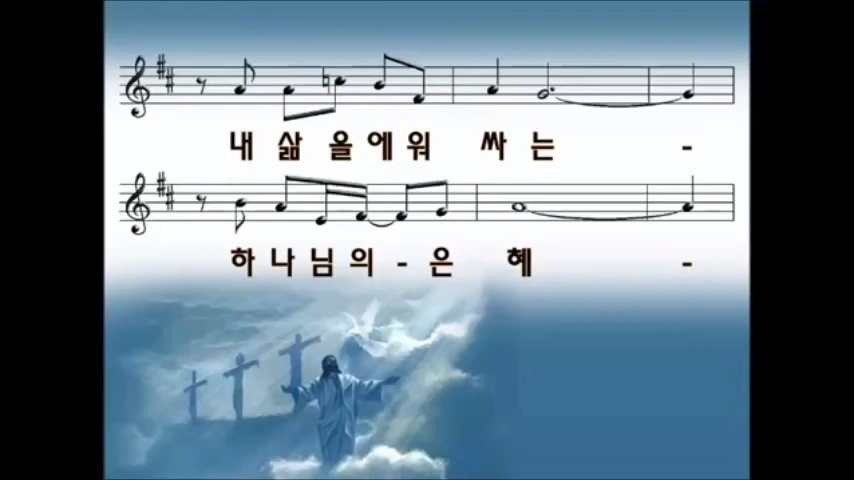 내 삶 을 에 워 싸 는 -
하 나 님 의 - 은 혜 -